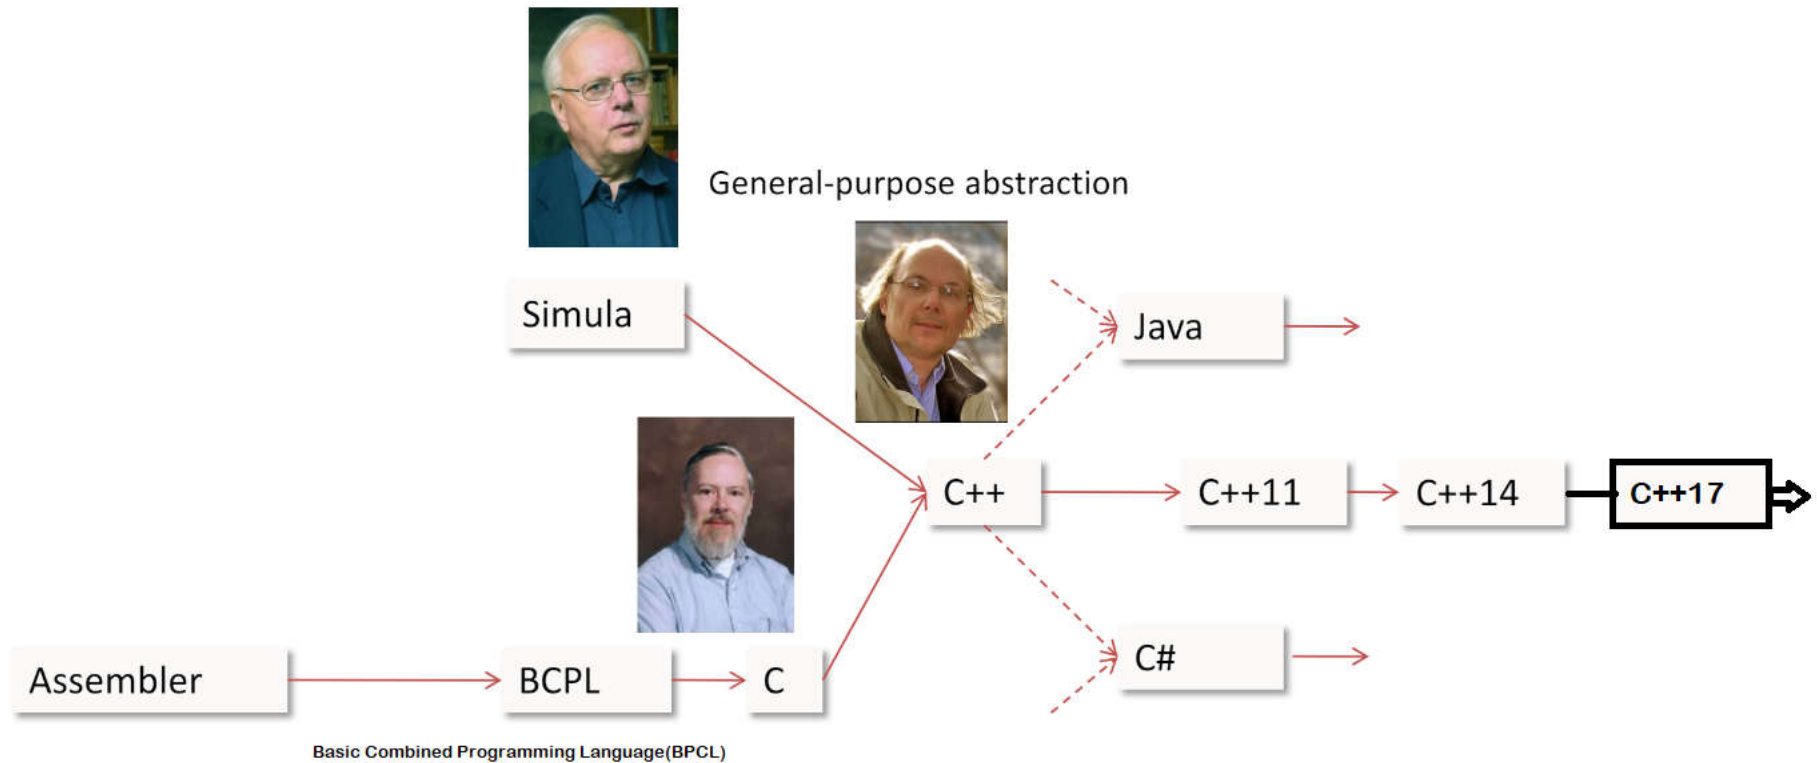 General-purpose abstraction
Simula
Java
C++
C++11
C++14
C++17
C#
Assembler
BCPL
C
Basic Combined Programming Language(BPCL)